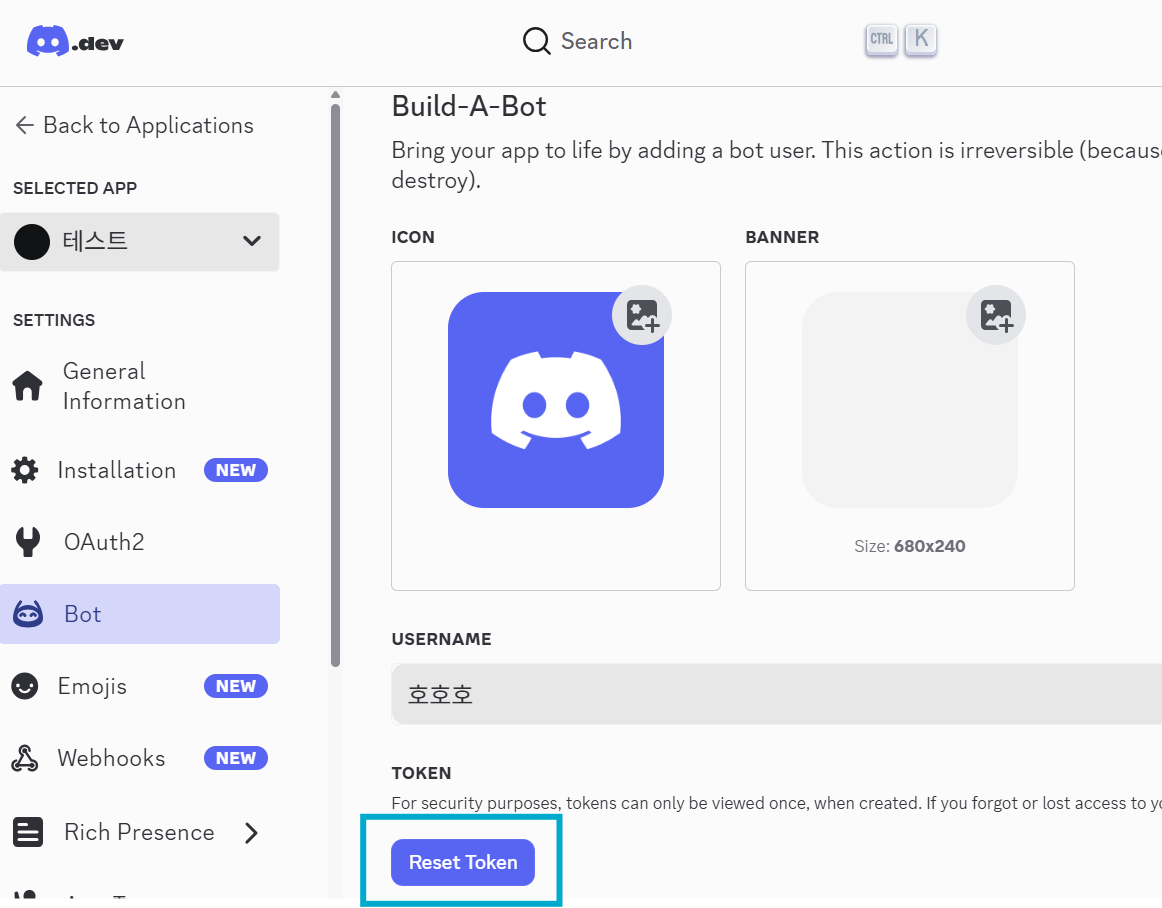 .dev
Search
CTRL K
Back to Applications
SELECTED APP
테스트
SETTINGS
General
Information
Installation NEW
OAuth2
Bot
Emojis NEW
Webhooks NEW
Rich Presence
Build-A-Bot
Bring your app to life by adding a bot user. This action is irreversible (becaus
destroy).
ICON
BANNER
Size: 680x240
USERNAME
호호호
TOKEN
For security purposes, tokens can only be viewed once, when created. If you forgot or lost access to yo
Reset Token